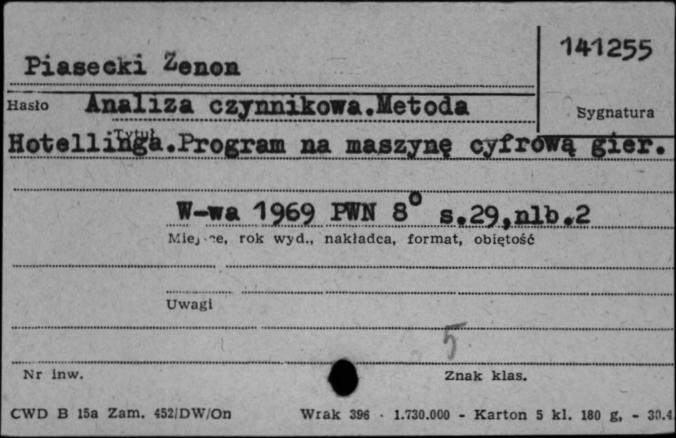 141255
Piasecki Zenon
Hasło Analiza czynnikowa.Metoda
Sygnatura
Tytuł
Hotellinga.Program na maszynę cyfrową gier.
W-wa 1969 PWN 8° s.29,nlb.2
Miejsce, rok wyd., nakładca, format, objętość
Uwagi
5
Nr inw.
Znak klas.
CWD B 15a Zam. 452/DW/On Wrak 396 - 1.730.000 - Karton 5 kl. 180 g, - 30.4